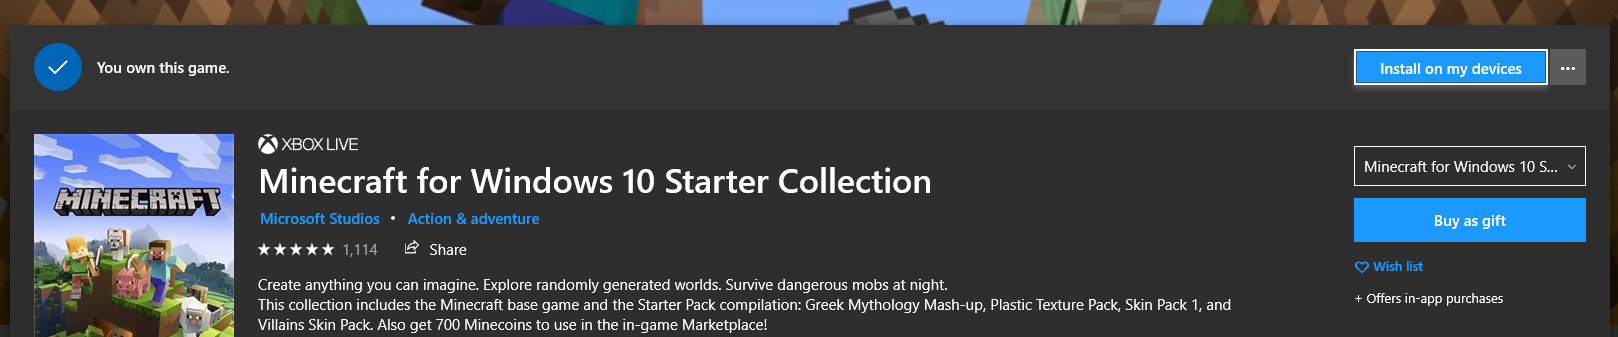 You own this game.
Install on my devices
...
XBOX LIVE
Minecraft for Windows 10 Starter Collection
Minecraft for Windows 10 S...
MINECRAFT
Microsoft Studios • Action & adventure
Buy as gift
1,114 Share
Wish list
Create anything you can imagine. Explore randomly generated worlds. Survive dangerous mobs at night.
+ Offers in-app purchases
This collection includes the Minecraft base game and the Starter Pack compilation: Greek Mythology Mash-up, Plastic Texture Pack, Skin Pack 1, and
Villains Skin Pack. Also get 700 Minecoins to use in the in-game Marketplace!